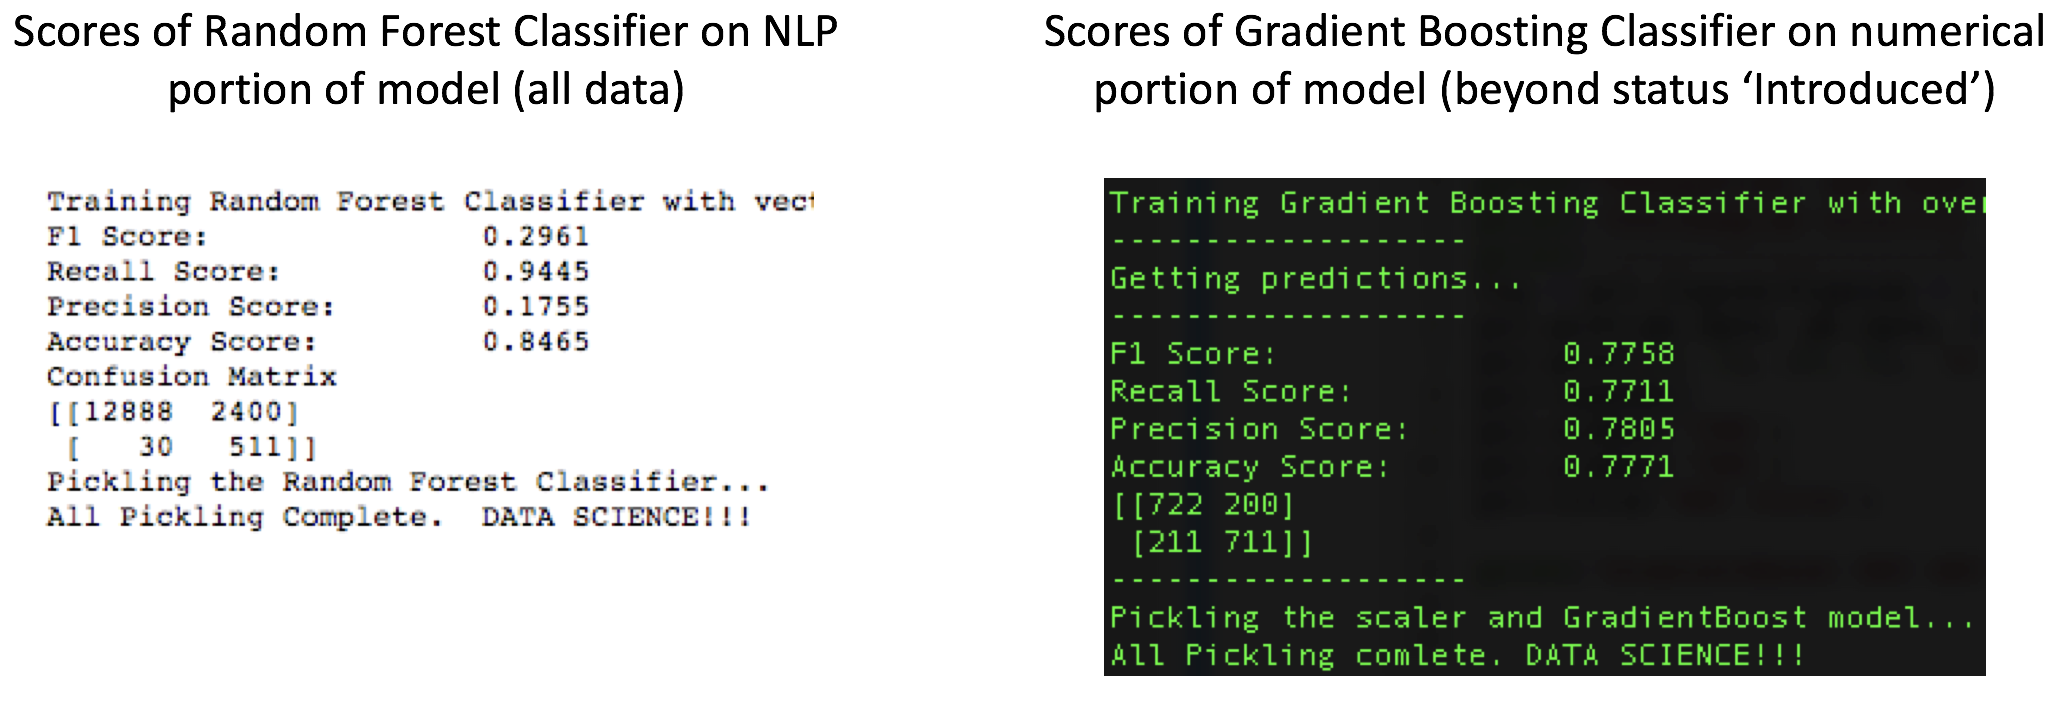 Scores of Random Forest Classifier on NLP
portion of model (all data)
Training Random Forest Classifier with
F1 Score: 0.2961
Recall Score: 0.9445
Precision Score: 0.1755
Accuracy Score: 0.8465
Confusion Matrix
[[12888 2400]
[ 30 511]]
Pickling the Random Forest Classifier...
All Pickling Complete. DATA SCIENCE!!!
Scores of Gradient Boosting Classifier on numerical
portion of model (beyond status ‘Introduced’)
Training Gradient Boosting Classifier with
-------------------
Getting predictions...
-------------------
F1 Score: 0.7758
Recall Score: 0.7711
Precision Score: 0.7805
Accuracy Score: 0.7771
[[722 200]
[211 711]]
-------------------
Pickling the scaler and GradientBoost model...
All Pickling comlete. DATA SCIENCE!!!